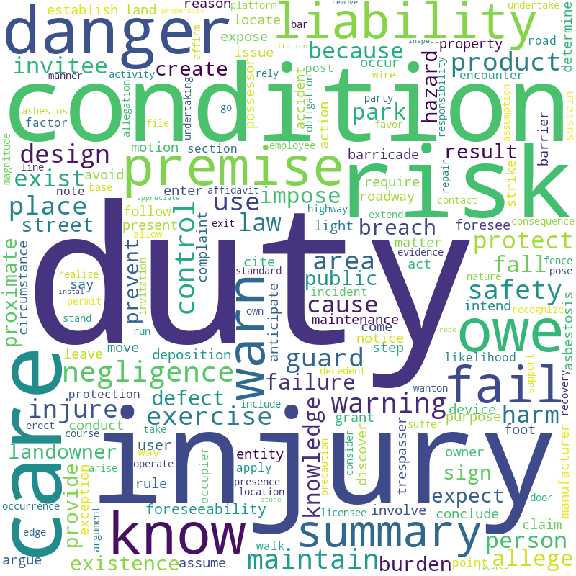 establish land
reason
platform
bar
undertake
propensity
danger
affirm
locate
expose
liability
determine
invitee
create
because
issue
post
occur
wire
property
road
encounter
rely
manner
activity
allegation
undertaking
possessor
accident
action
obligation
party
favor
hazard
product
responsibility
assumption
sustain
condition
magnitude
asbestos
factor
file
go
park
barrier
design
line
motion
section
employee
barricade
repair
strike
result
premise
risk
note
base
avoid
affidavit
appreciate
require
roadway
contact
exist
enter
impose
extend
consequence
place
use
law
highway
breach
foresee
follow
present
exit
cite
light
matter
evidence
act
protect
street
allow
standard
proximate
say
circumstance
realize
permit
stand
instal
prevent
invitation
control
complaint
own
area
public
incident
fall
fence
pose
nature
recognize
duty
warn
cause
intend
safety
maintenance
come
owe
asbestosis
run
anticipate
notice
step
leave
move
deposition
guard
likelihood
care
negligence
protection
include
decedent
wanton
support
recovery
failure
warning
device
fail
injure
defect
exercise
knowledge
grant
consider
discover
precaution
suffer
purpose
manufacturer
harm
erect
conduct
course
take
user
way
entity
trespasser
foot
owner
landowner
arise
operate
presence
location
apply
sign
expect
door
occurrence
provide
exception
rule
foreseeability
occupier
store
licensee
involve
conclude
claim
injury
edge
argument
know
summary
person
argue
existence
assume
walk
maintain
burden
point
allege